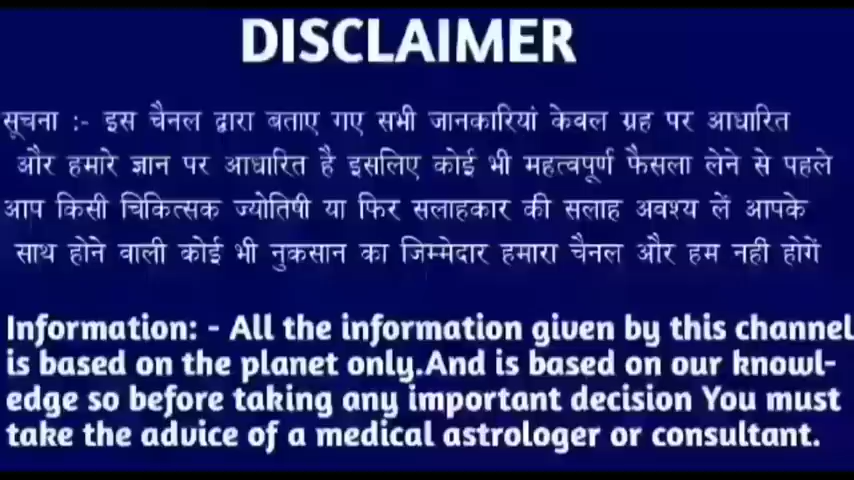 DISCLAIMER
सूचना :- इस चैनल द्वारा बताए गए सभी जानकारियां केवल ग्रह पर आधारित
और हमारे ज्ञान पर आधारित है इसलिए कोई भी महत्वपूर्ण फैसला लेने से पहले
आप किसी चिकित्सक ज्योतिषी या फिर सलाहकार की सलाह अवश्य लें आपके
साथ होने वाली कोई भी नुकसान का जिम्मेदार हमारा चैनल और हम नही होगें
Information: - All the information given by this channel
is based on the planet only.And is based on our knowl-
edge so before taking any important decision You must
take the advice of a medical astrologer or consultant.